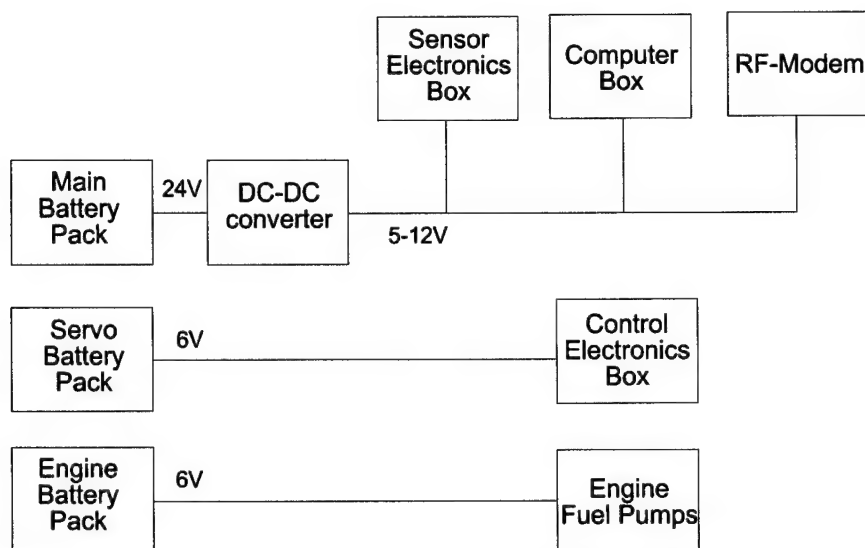 Sensor
Electronics
Box
Computer
Box
RF-Modem
Main
Battery
Pack
24V
DC-DC
converter
5-12V
Servo
Battery
Pack
6V
Control
Electronics
Box
Engine
Battery
Pack
6V
Engine
Fuel Pumps